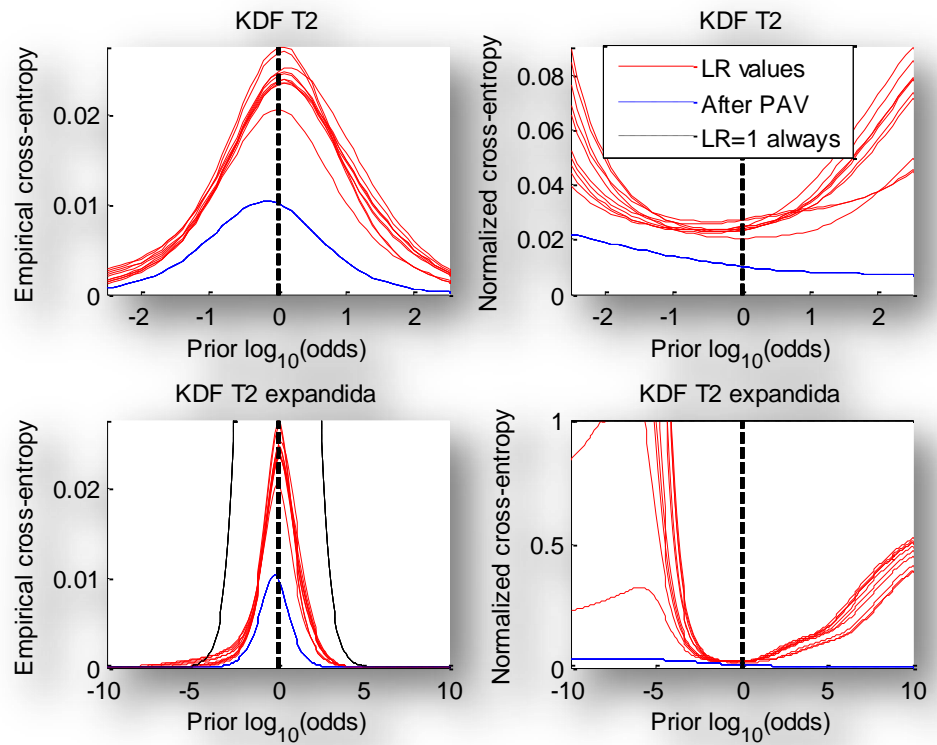 KDF T2
Empirical cross-entropy
0.02
0.01
0
-2 -1 0 1 2
Prior log10(odds)
KDF T2
Normalized cross-entropy
0.08
0.06
0.04
0.02
0
LR values
After PAV
LR=1 always
-2 -1 0 1 2
Prior log10(odds)
KDF T2 expandida
Empirical cross-entropy
0.02
0.01
0
-10 -5 0 5 10
Prior log10(odds)
KDF T2 expandida
Normalized cross-entropy
1
0.5
0
-10 -5 0 5 10
Prior log10(odds)